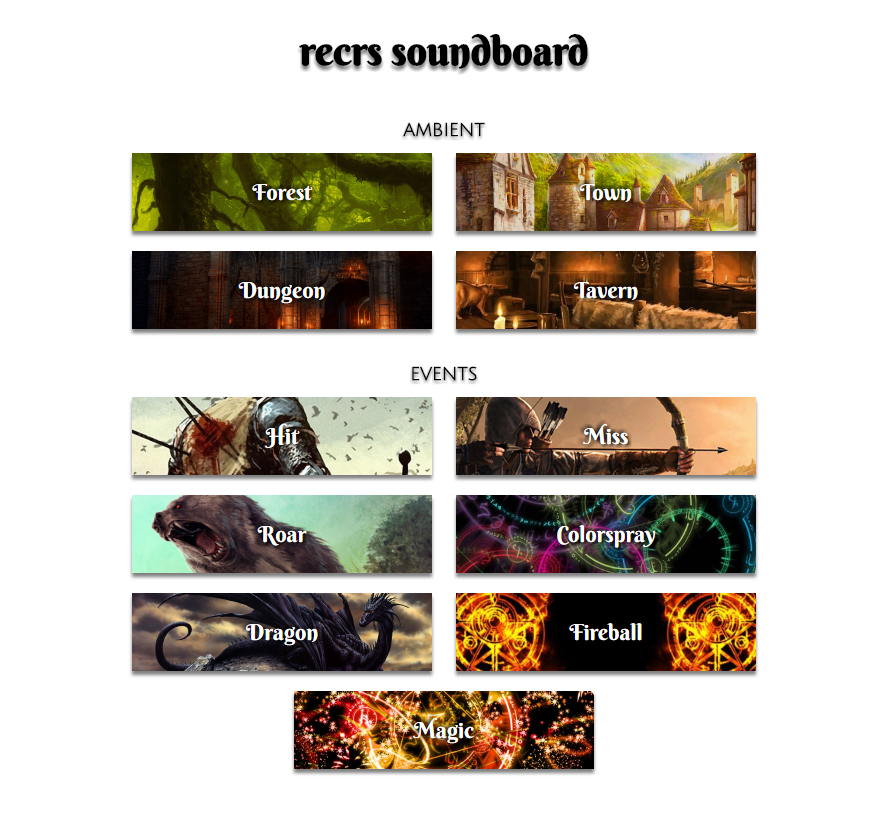 recrs soundboard
AMBIENT
Forest
Town
Dungeon
Tavern
EVENTS
Hit
Miss
Roar
Colorspray
Dragon
Fireball
Magic